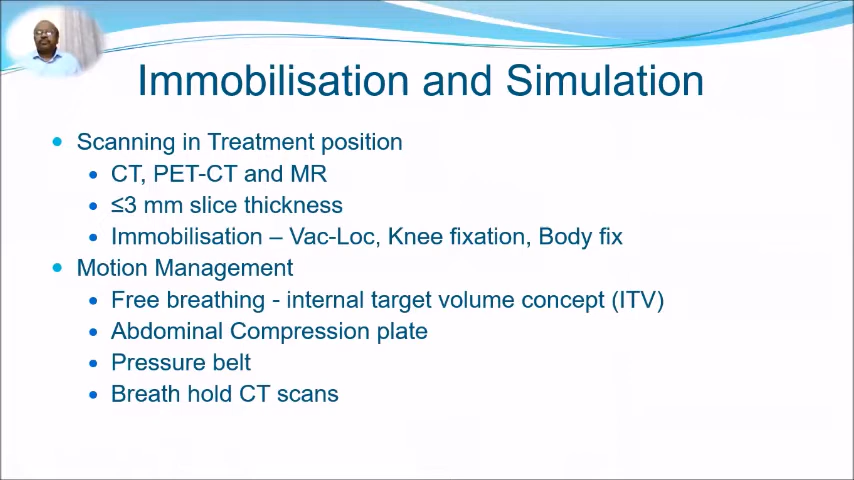 Immobilisation and Simulation
• Scanning in Treatment position
• CT, PET-CT and MR
• ≤3 mm slice thickness
• Immobilisation – Vac-Loc, Knee fixation, Body fix
• Motion Management
• Free breathing - internal target volume concept (ITV)
• Abdominal Compression plate
• Pressure belt
• Breath hold CT scans